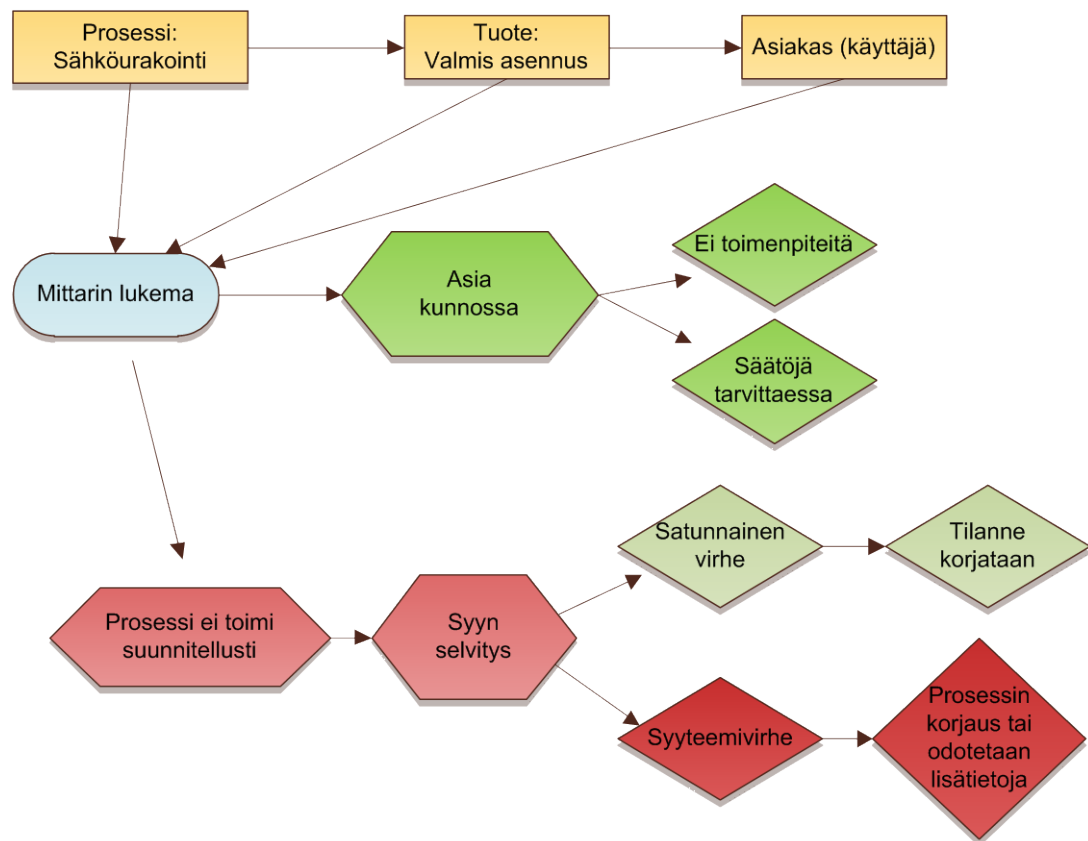 Prosessi:
Sähköurakointi
Tuote:
Valmis asennus
Asiakas (käyttäjä)
Mittarin lukema
Asia
kunnossa
Ei toimenpiteitä
Säätöjä
tarvittaessa
Prosessi ei toimi
suunnitellusti
Syyn
selvitys
Satunnainen
virhe
Tilanne
korjataan
Syyteemivirhe
Prosessin
korjaus tai
odotetaan
lisätietoja